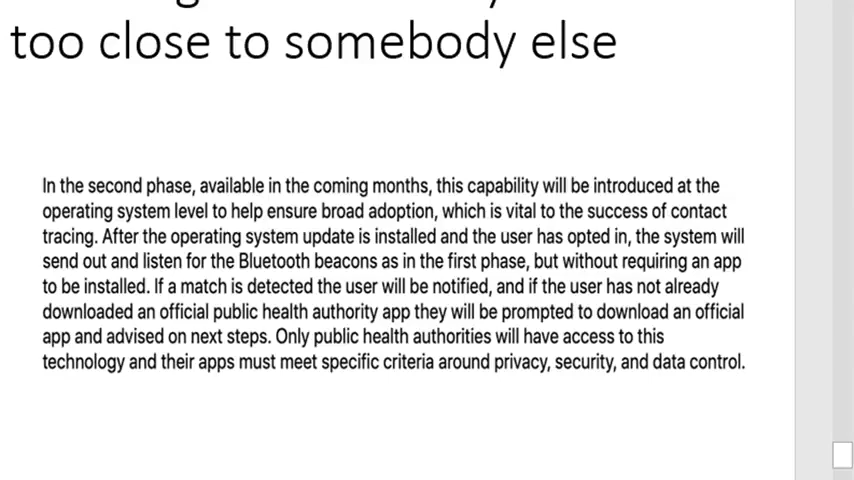 too close to somebody else
In the second phase, available in the coming months, this capability will be introduced at the
operating system level to help ensure broad adoption, which is vital to the success of contact
tracing. After the operating system update is installed and the user has opted in, the system will
send out and listen for the Bluetooth beacons as in the first phase, but without requiring an app
to be installed. If a match is detected the user will be notified, and if the user has not already
downloaded an official public health authority app they will be prompted to download an official
app and advised on next steps. Only public health authorities will have access to this
technology and their apps must meet specific criteria around privacy, security, and data control.